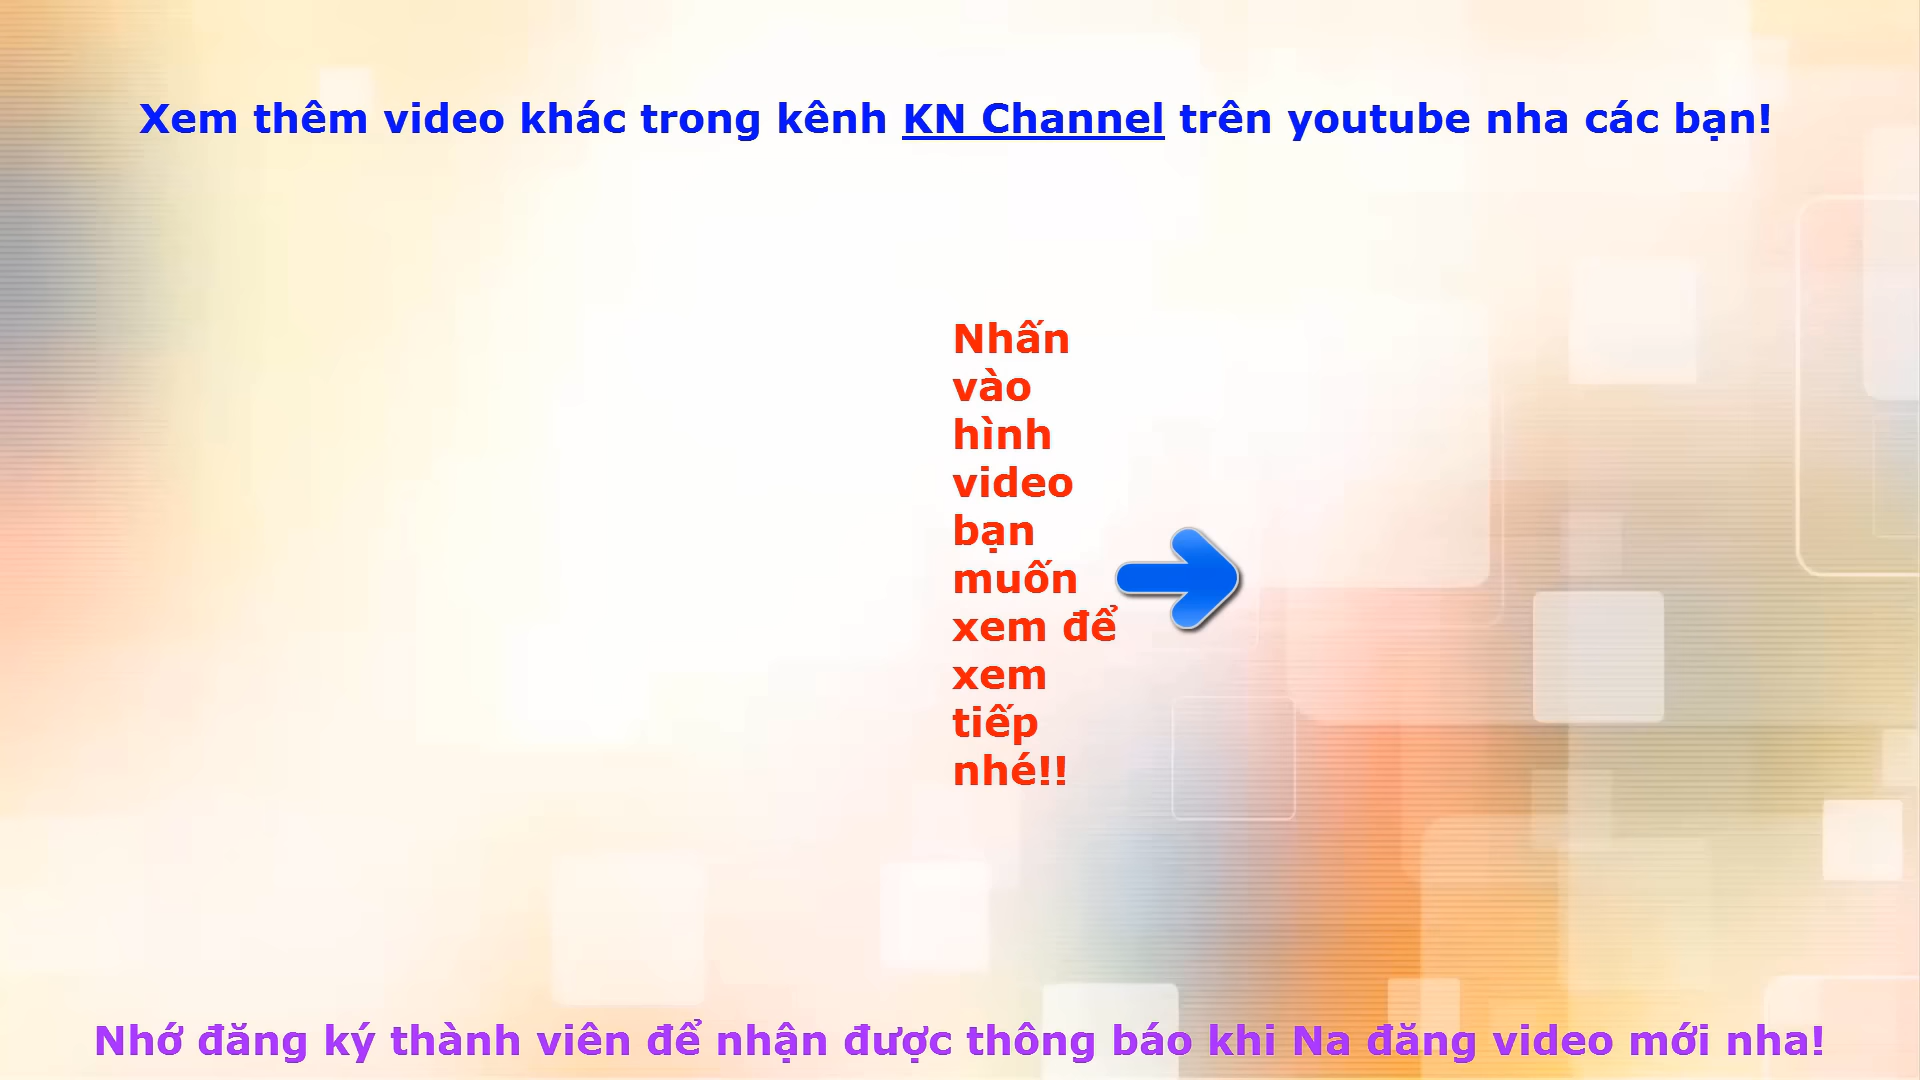 Xem thêm video khác trong kênh KN Channel trên youtube nha các bạn!
Nhấn
vào
hình
video
bạn
muốn
xem để
xem
tiếp
nhé!!
Nhớ đăng ký thành viên để nhận được thông báo khi Na đăng video mới nha!